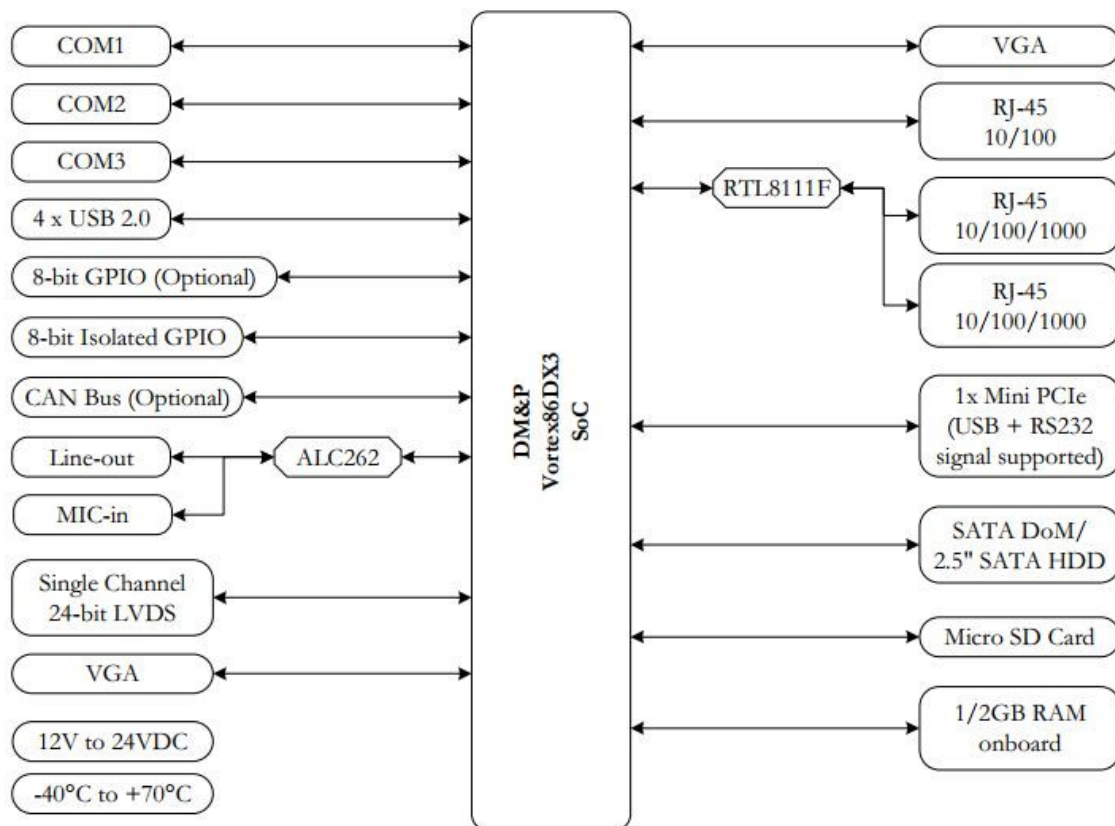 COM1
COM2
COM3
4 x USB 2.0
8-bit GPIO (Optional)
8-bit Isolated GPIO
CAN Bus (Optional)
Line-out
ALC262
MIC-in
Single Channel
24-bit LVDS
VGA
12V to 24VDC
-40°C to +70°C
DM&P
Vortex86DX3
SoC
VGA
RJ-45
10/100
RTL8111F
RJ-45
10/100/1000
RJ-45
10/100/1000
1x Mini PCIe
(USB + RS232
signal supported)
SATA DoM/
2.5" SATA HDD
Micro SD Card
1/2GB RAM
onboard